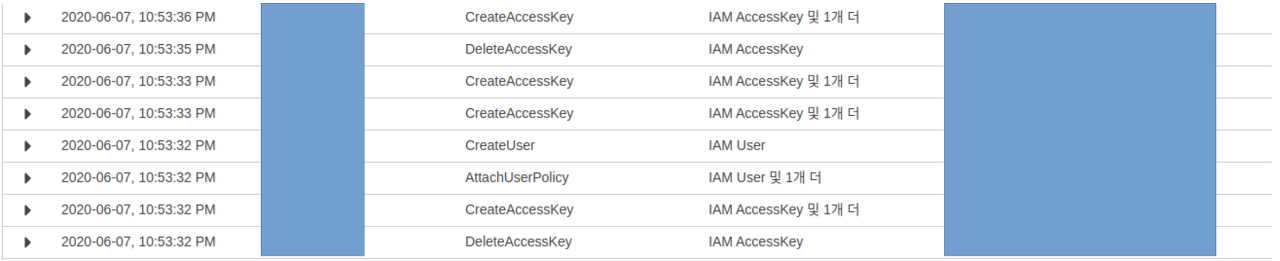 2020-06-07, 10:53:36 PM CreateAccessKey IAM AccessKey 및 1개 더
2020-06-07, 10:53:35 PM DeleteAccessKey IAM AccessKey
2020-06-07, 10:53:33 PM CreateAccessKey IAM AccessKey 및 1개 더
2020-06-07, 10:53:33 PM CreateAccessKey IAM AccessKey 및 1개 더
2020-06-07, 10:53:32 PM CreateUser IAM User
2020-06-07, 10:53:32 PM AttachUserPolicy IAM User 및 1개 더
2020-06-07, 10:53:32 PM CreateAccessKey IAM AccessKey 및 1개 더
2020-06-07, 10:53:32 PM DeleteAccessKey IAM AccessKey